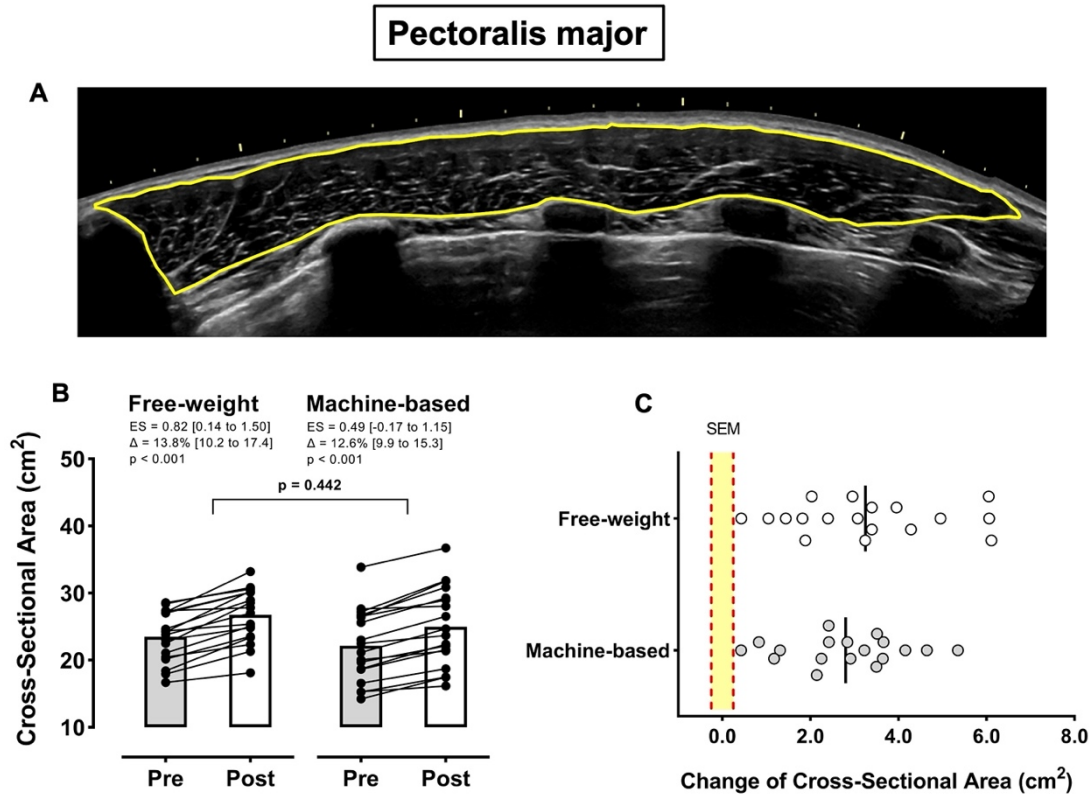 Pectoralis major
A
B
Free-weight
ES = 0.82 [0.14 to 1.50]
Δ = 13.8% [10.2 to 17.4]
p < 0.001
Machine-based
ES = 0.49 [-0.17 to 1.15]
Δ = 12.6% [9.9 to 15.3]
p < 0.001
p = 0.442
Cross-Sectional Area (cm²)
50
40
30
20
10
Pre
Post
Pre
Post
C
SEM
Free-weight
Machine-based
0.0
2.0
4.0
6.0
8.0
Change of Cross-Sectional Area (cm²)